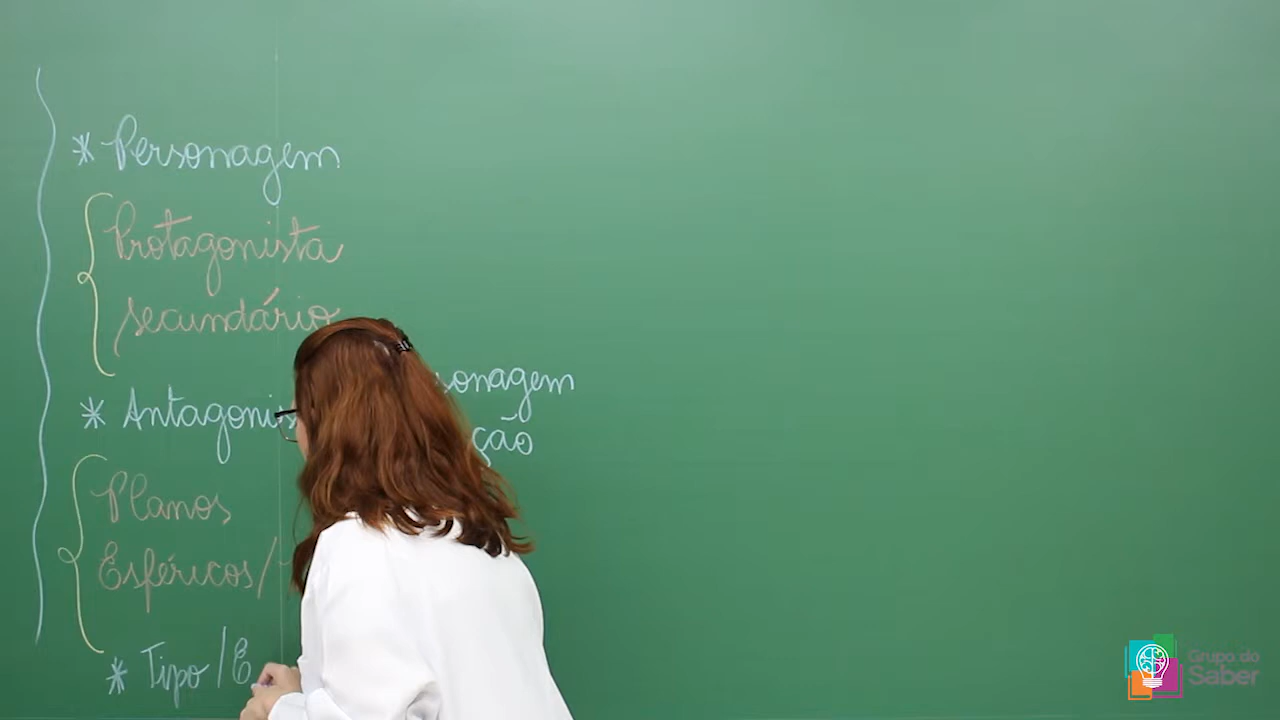 * Personagem
Protagonista
secundário
* Antagonis
sonagem
ção
Planos
Esféricos/
* Tipo/E
Grupo do
Saber